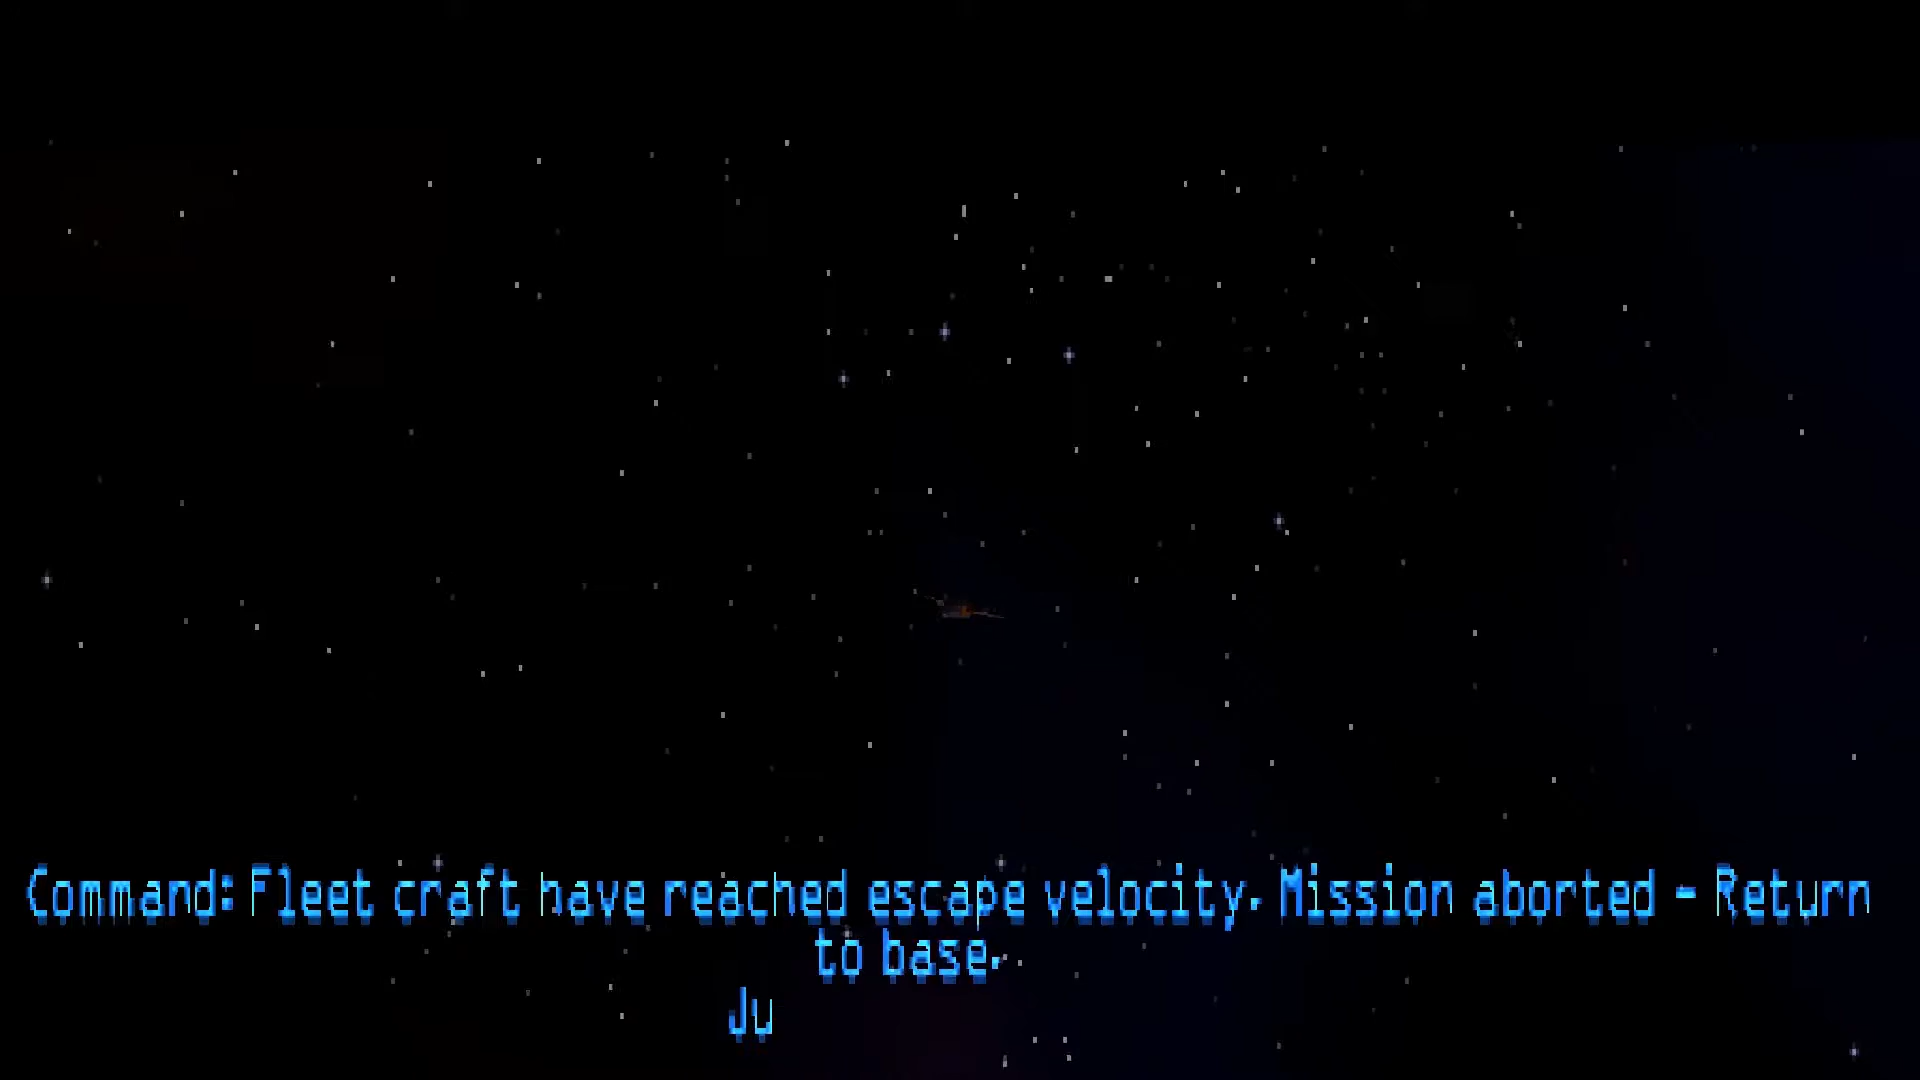 Command: Fleet craft have reached escape velocity. Mission aborted - Return
to base.
Ju